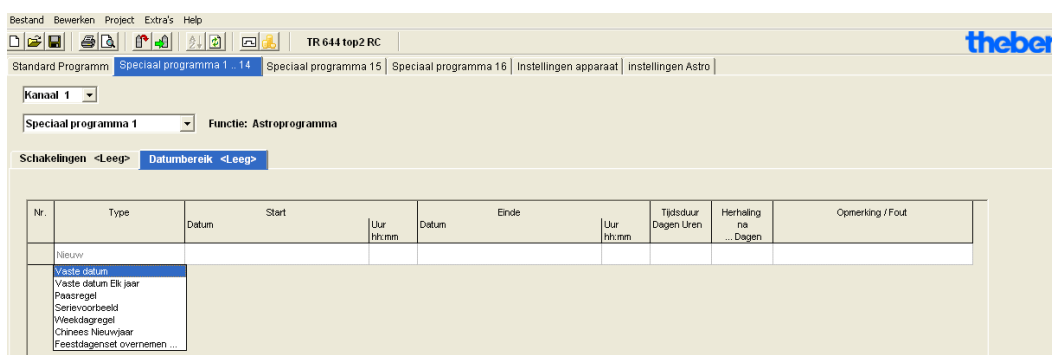 Bestand Bewerken Project Extra's Help
TR 644 top2 RC
theben
Standard Programm Speciaal programma 1 .. 14 Speciaal programma 15 Speciaal programma 16 Instellingen apparaat instellingen Astro
Kanaal 1
Speciaal programma 1 Functie: Astroprogramma
Schakelingen <Leeg> Datumbereik <Leeg>
Nr. Type Start Einde Tijdsduur Herhaling Opmerking / Fout
Datum Uur Datum Uur Dagen Uren na
hh:mm hh:mm ... Dagen
Nieuw
Vaste datum
Vaste datum Elk jaar
Paasregel
Serievoorbeeld
Weekdagregel
Chinees Nieuwjaar
Feestdagenset overnemen ...